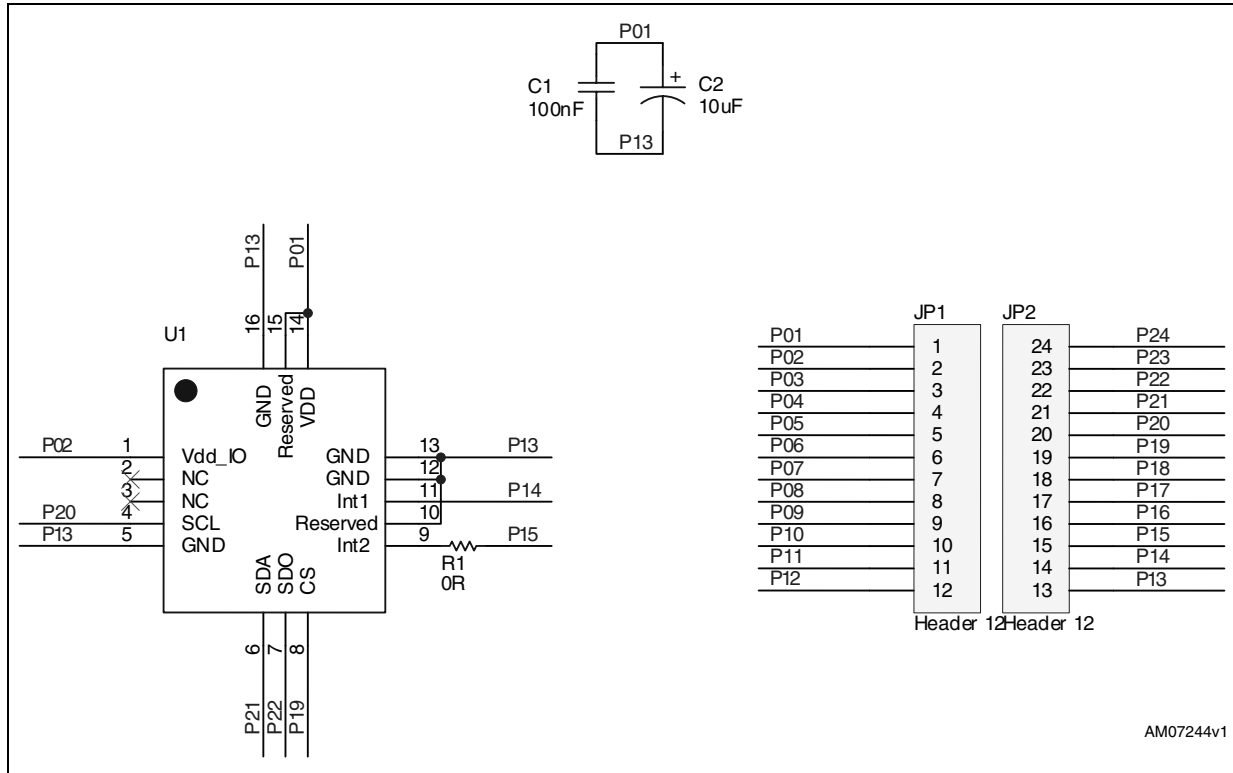 P01
C1
100nF
+
C2
10uF
P13
P13
P01
16
15
14
U1
GND
Reserved
VDD
P02 1 Vdd_IO
2 NC
3 NC
P20 4 SCL
P13 5 GND
GND 13 P13
GND 12
Int1 11 P14
Reserved 10
Int2 9 P15
R1
0R
SDA
SDO
CS
6
7
8
P21
P22
P19
JP1
P01 1
P02 2
P03 3
P04 4
P05 5
P06 6
P07 7
P08 8
P09 9
P10 10
P11 11
P12 12
Header 12
JP2
24 P24
23 P23
22 P22
21 P21
20 P20
19 P19
18 P18
17 P17
16 P16
15 P15
14 P14
13 P13
Header 12
AM07244v1